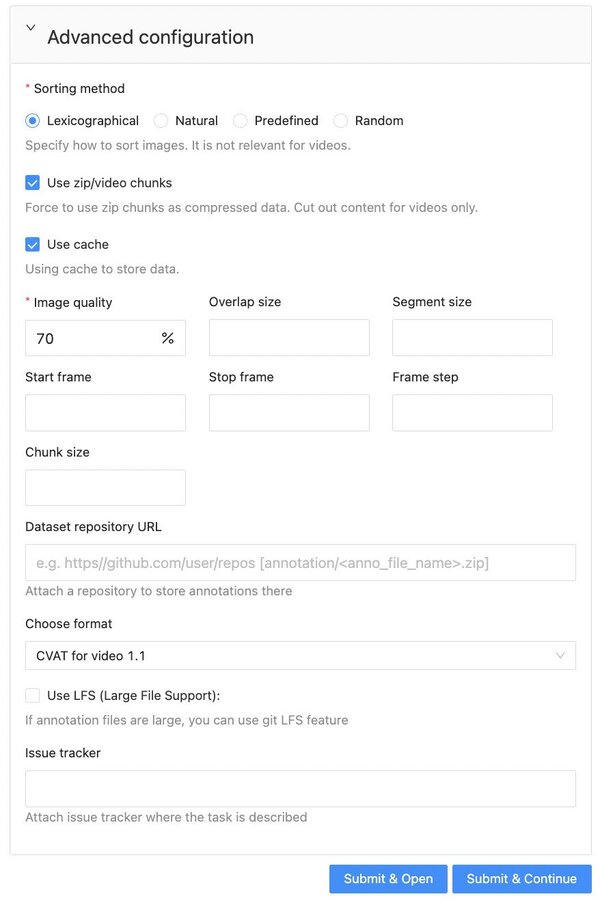 Advanced configuration
* Sorting method
Lexicographical Natural Predefined Random
Specify how to sort images. It is not relevant for videos.
Use zip/video chunks
Force to use zip chunks as compressed data. Cut out content for videos only.
Use cache
Using cache to store data.
* Image quality Overlap size Segment size
70 %
Start frame Stop frame Frame step
Chunk size
Dataset repository URL
e.g. https//github.com/user/repos [annotation/<anno_file_name>.zip]
Attach a repository to store annotations there
Choose format
CVAT for video 1.1
Use LFS (Large File Support):
If annotation files are large, you can use git LFS feature
Issue tracker
Attach issue tracker where the task is described
Submit & Open Submit & Continue